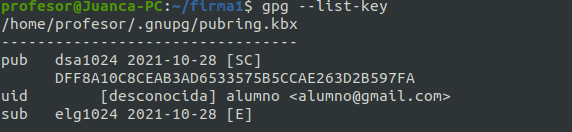 profesor@Juanca-PC:~/firma1$ gpg --list-key
/home/profesor/.gnupg/pubring.kbx
---------------------------------
pub   dsa1024 2021-10-28 [SC]
      DFF8A10C8CEAB3AD6533575B5CCAE263D2B597FA
uid        [desconocida] alumno <alumno@gmail.com>
sub   elg1024 2021-10-28 [E]